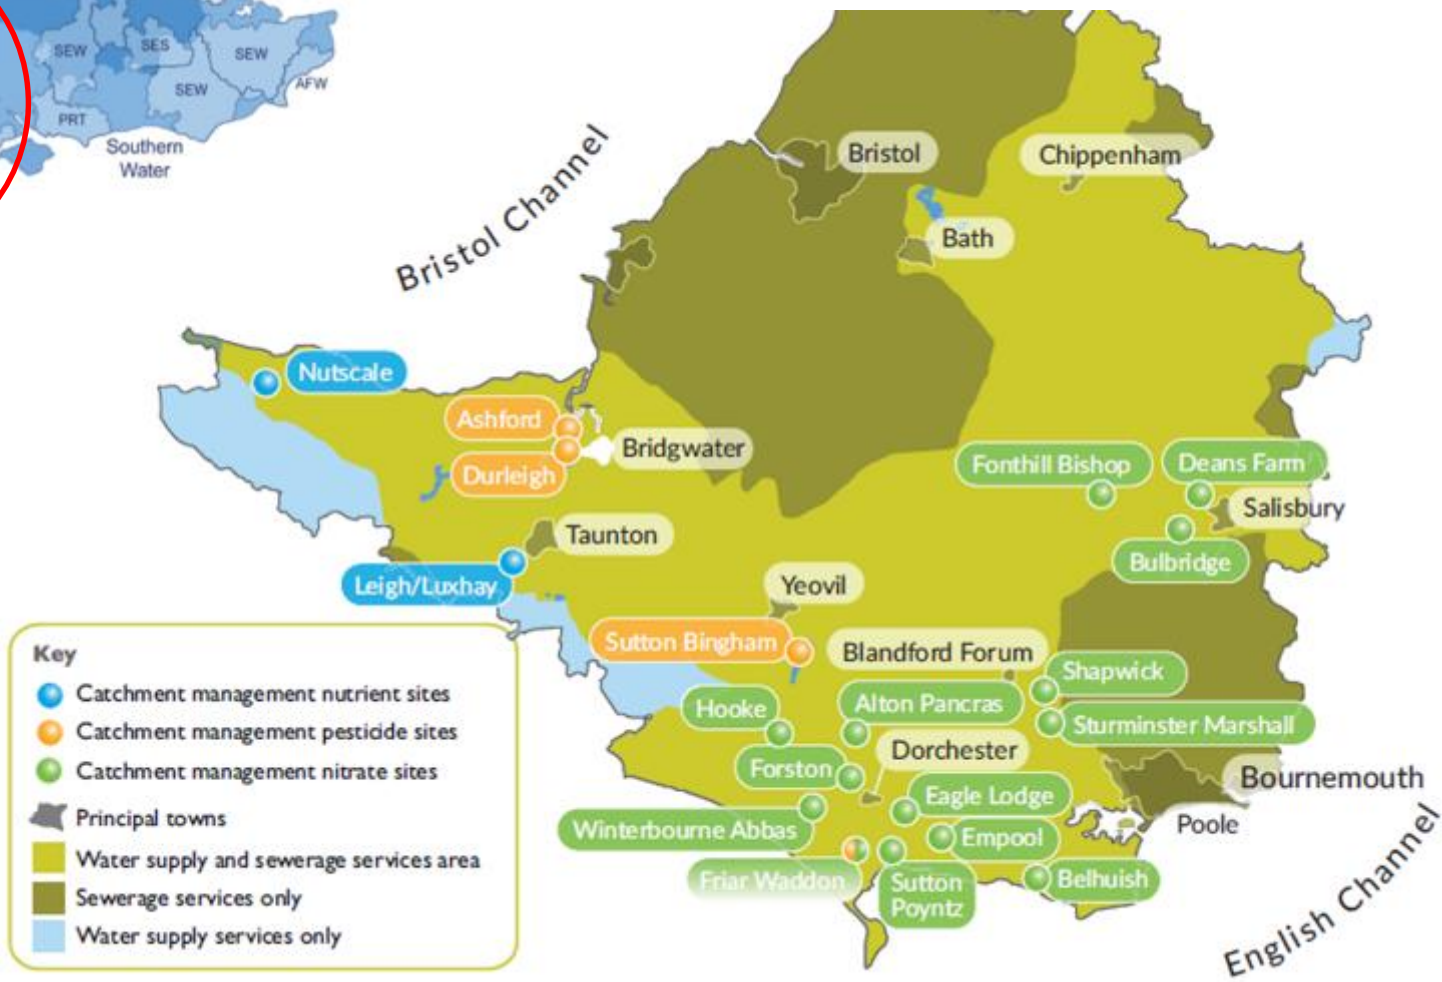 SEW
SES
SEW
SEW
AFW
PRT
Southern
Water
Bristol Channel
Bristol
Chippenham
Bath
Nutscale
Ashford
Bridgwater
Durleigh
Fonthill Bishop
Deans Farm
Salisbury
Taunton
Bulbridge
Leigh/Luxhay
Yeovil
Sutton Bingham
Blandford Forum
Shapwick
Hooke
Alton Pancras
Sturminster Marshall
Dorchester
Forston
Bournemouth
Eagle Lodge
Winterbourne Abbas
Poole
Empool
Friar Waddon
Sutton
Poyntz
Belhuish
English Channel
Key
Catchment management nutrient sites
Catchment management pesticide sites
Catchment management nitrate sites
Principal towns
Water supply and sewerage services area
Sewerage services only
Water supply services only